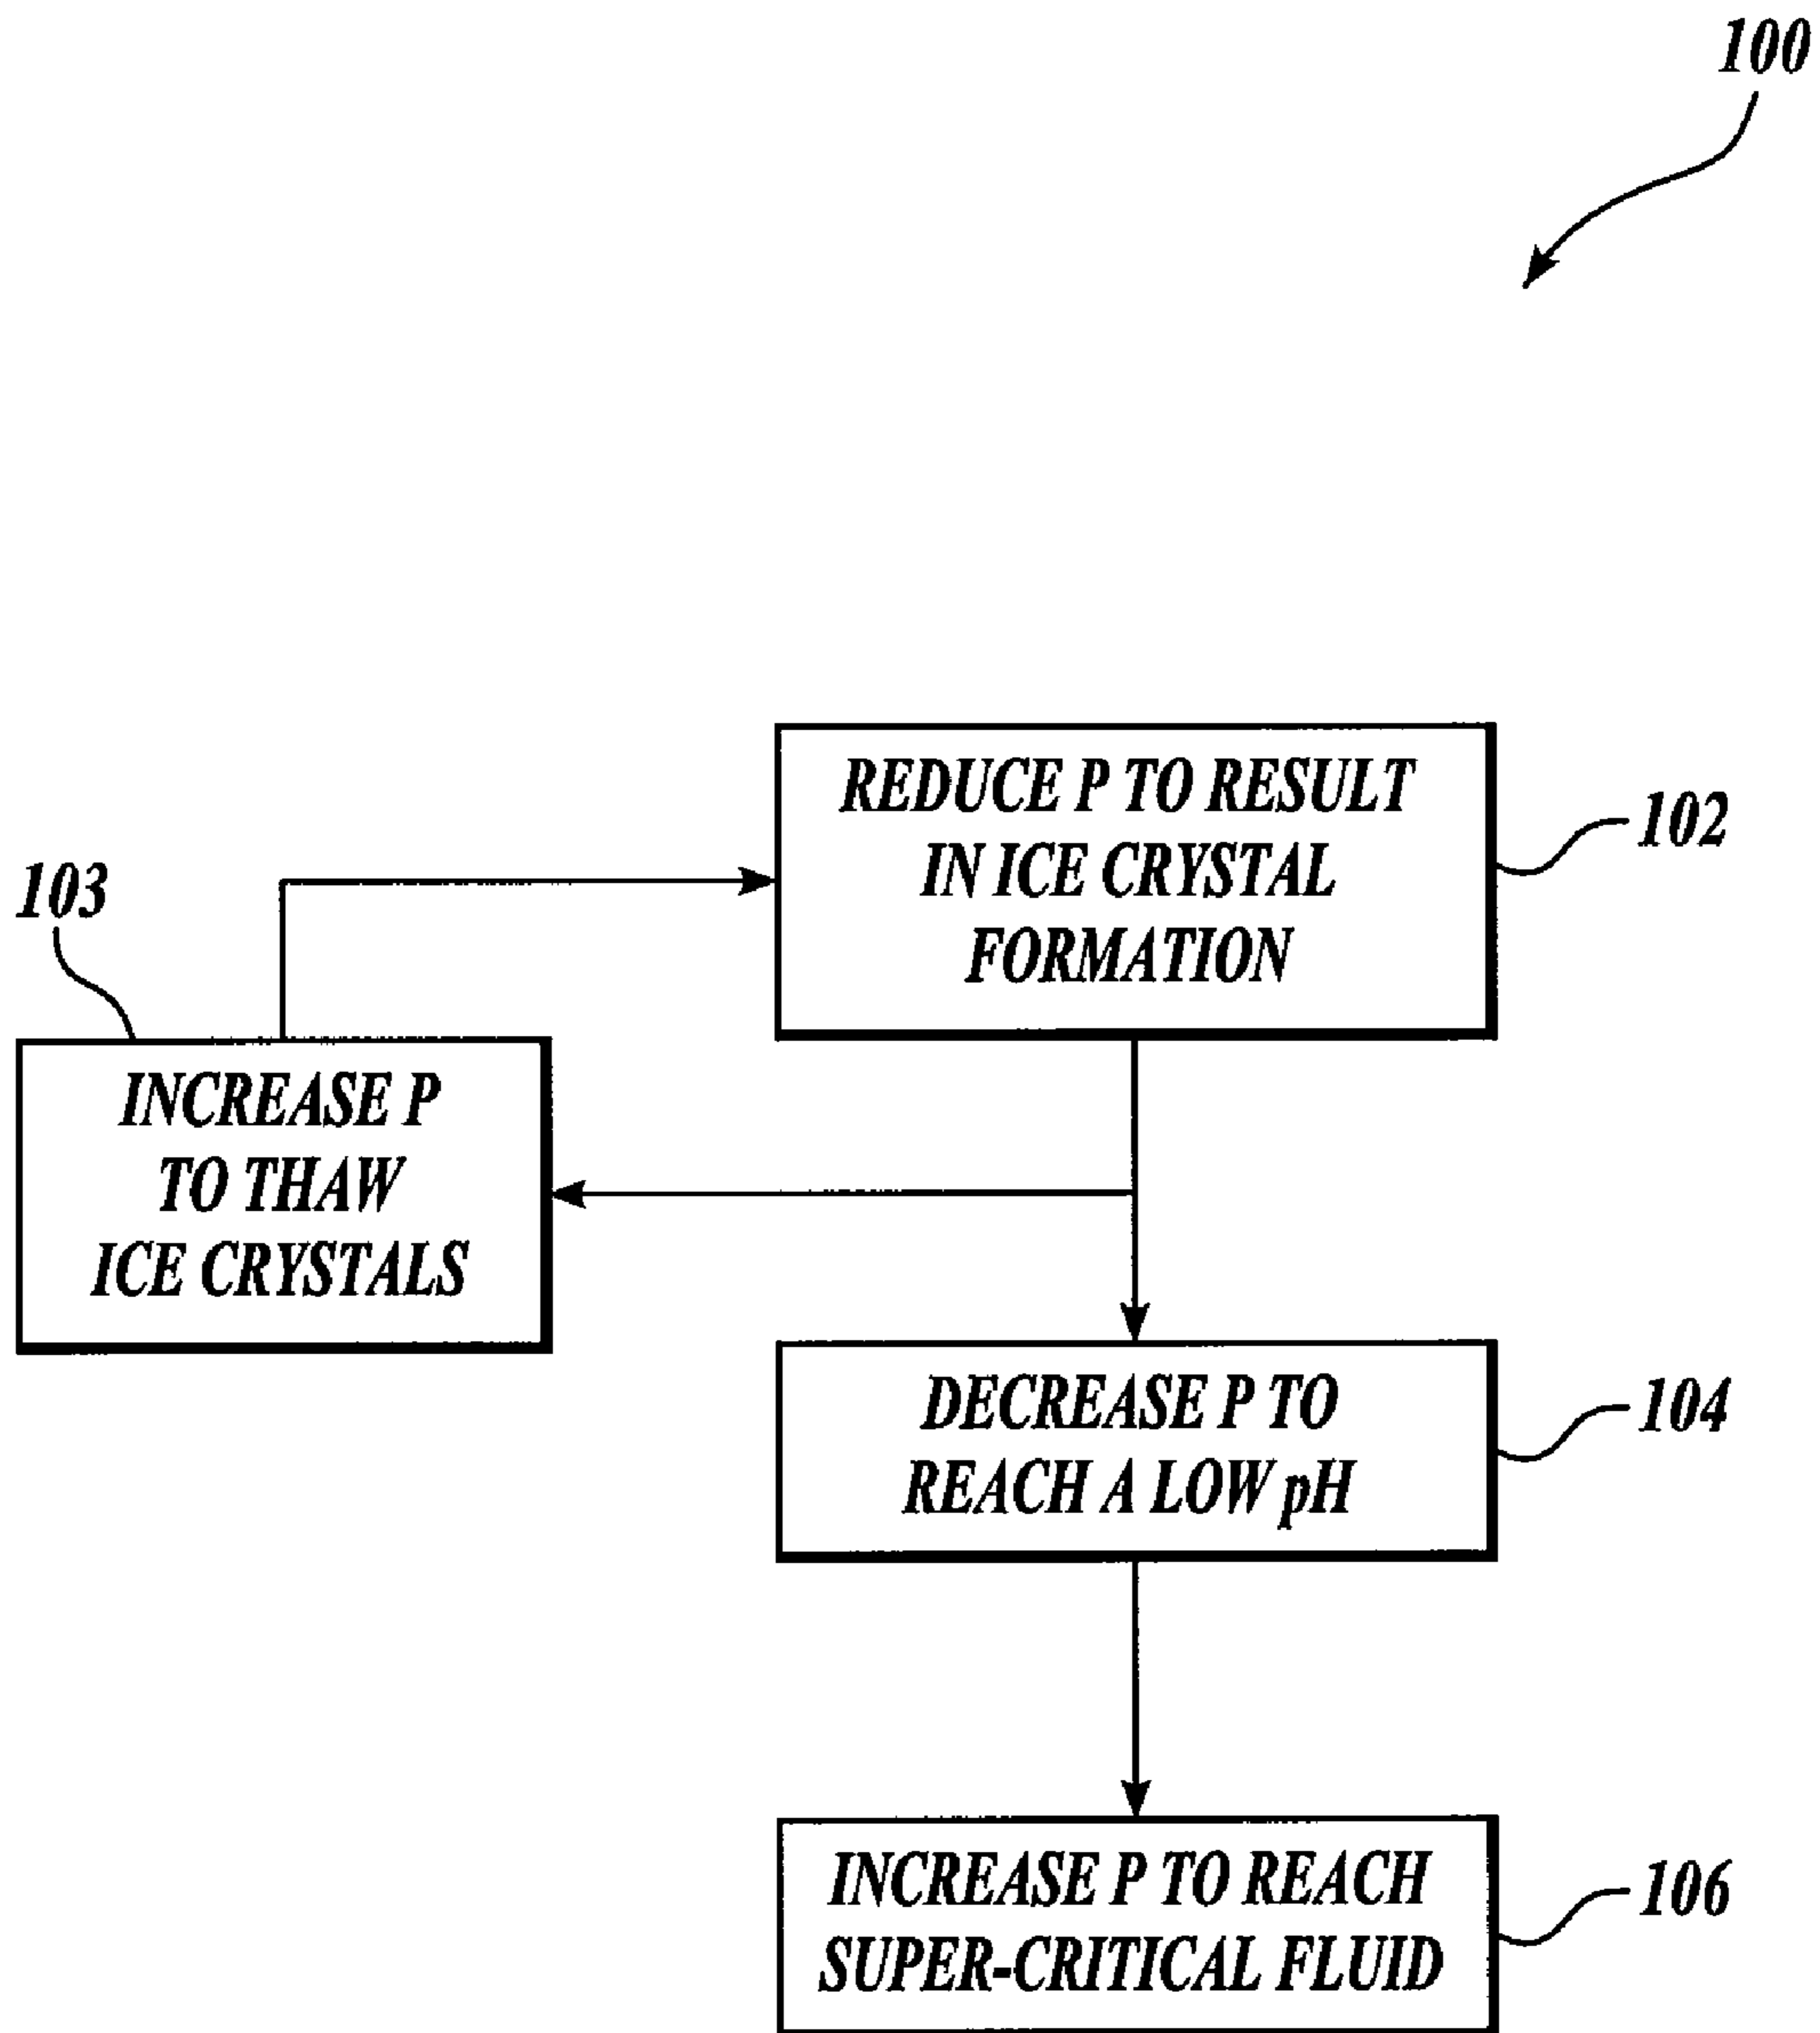 100
REDUCE P TO RESULT
IN ICE CRYSTAL
FORMATION
102
103
INCREASE P
TO THAW
ICE CRYSTALS
DECREASE P TO
REACH A LOW pH
104
INCREASE P TO REACH
SUPER-CRITICAL FLUID
106